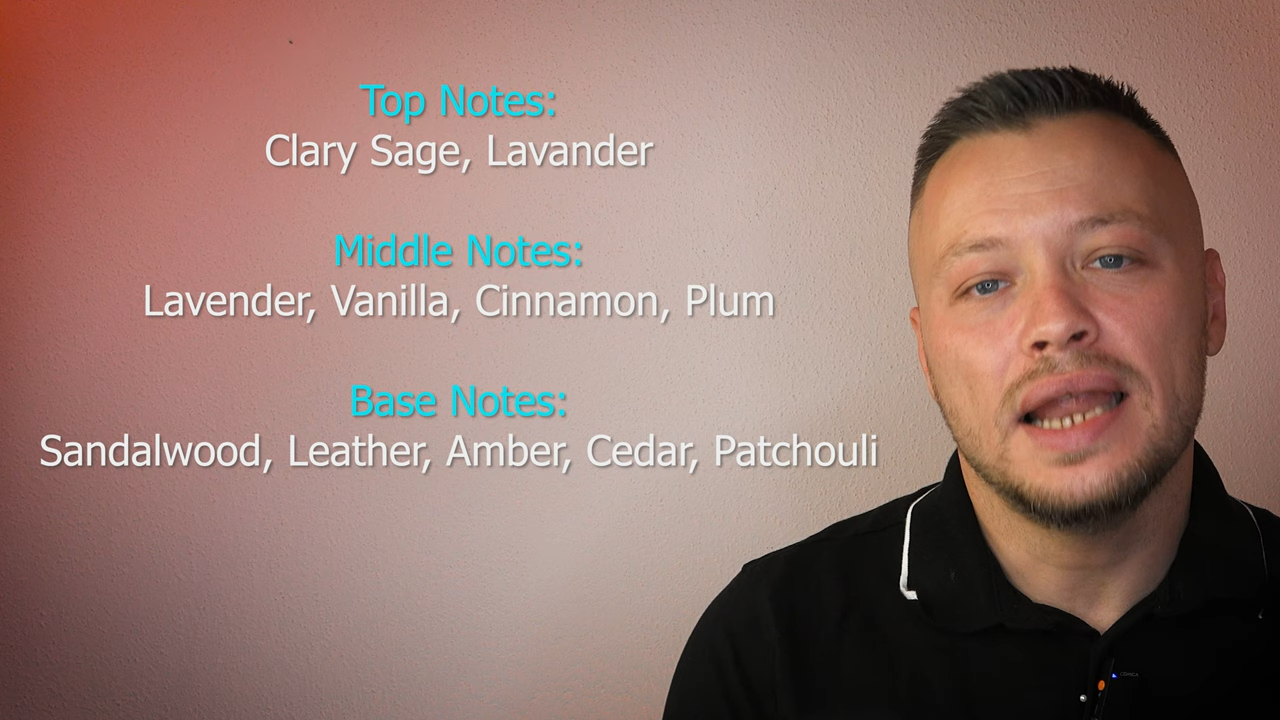 Top Notes:
Clary Sage, Lavander
Middle Notes:
Lavender, Vanilla, Cinnamon, Plum
Base Notes:
Sandalwood, Leather, Amber, Cedar, Patchouli